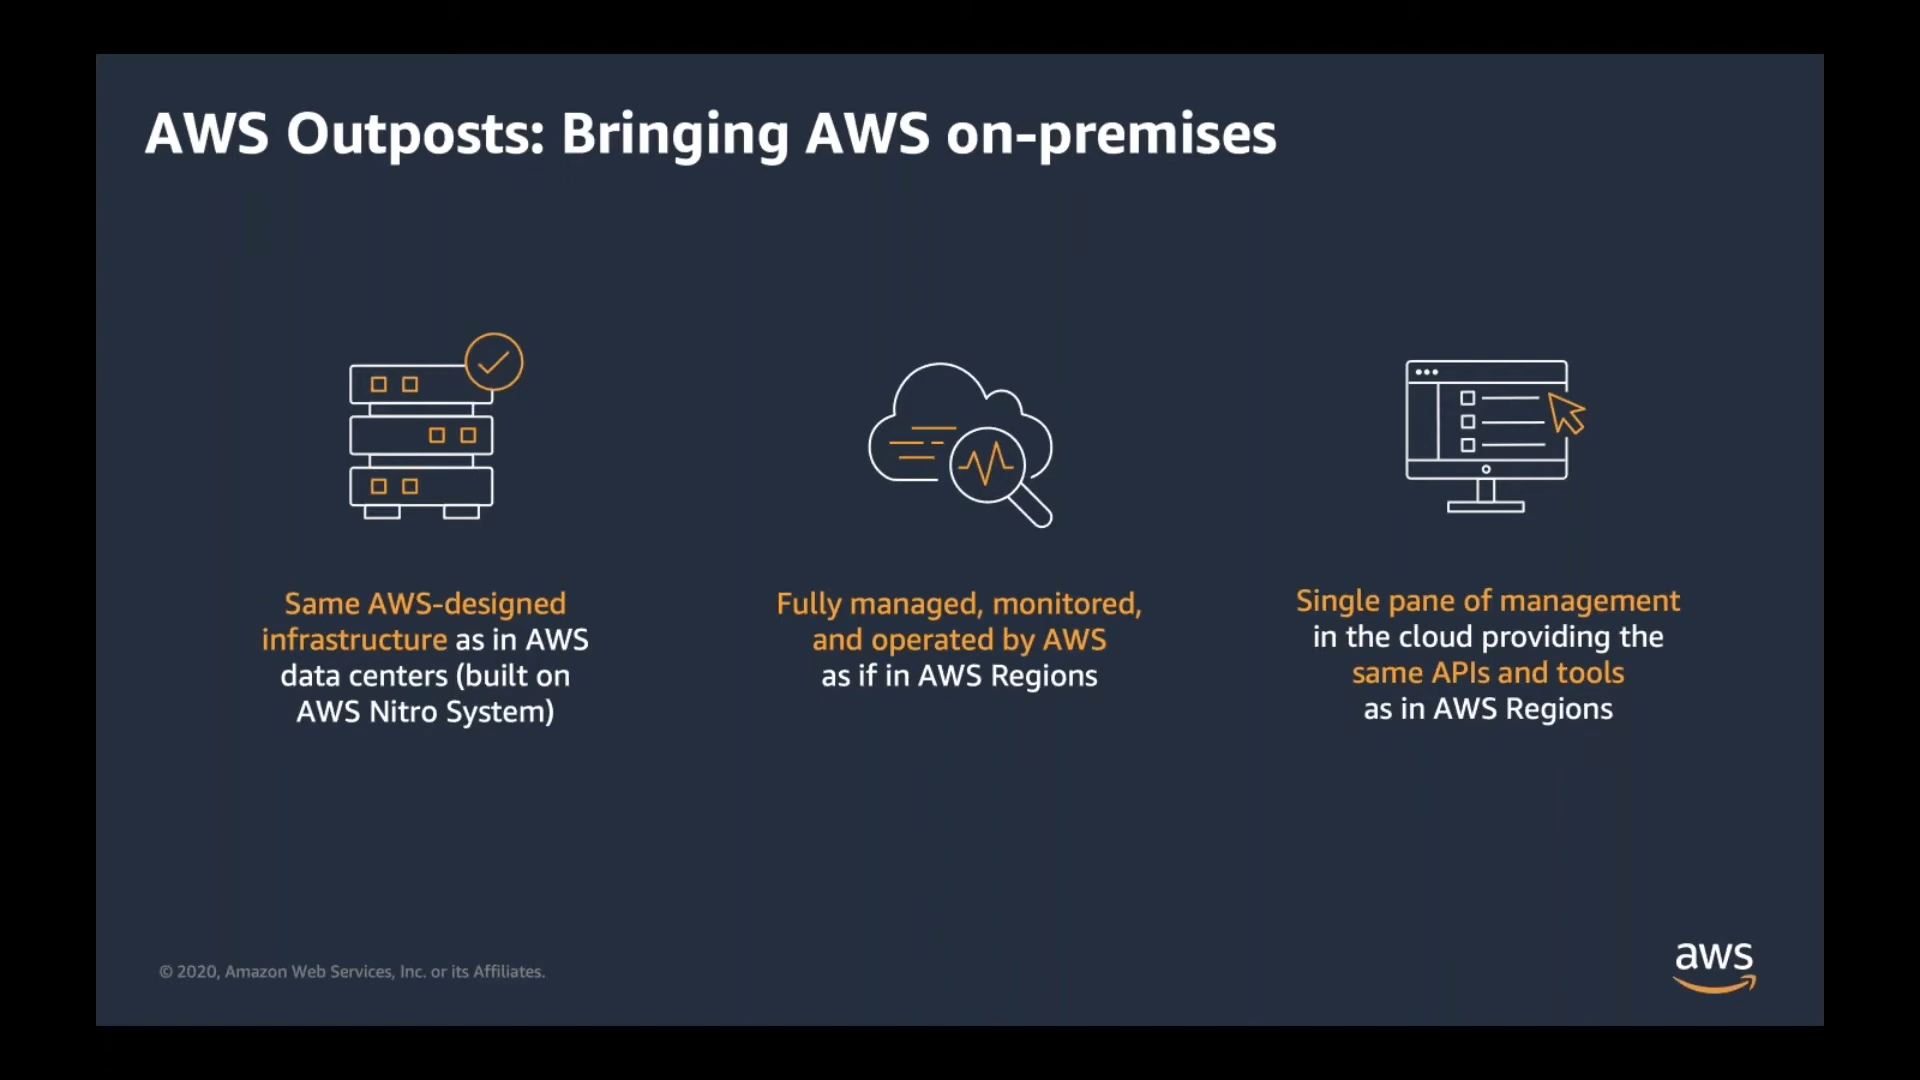 AWS Outposts: Bringing AWS on-premises
Same AWS-designed
infrastructure as in AWS
data centers (built on
AWS Nitro System)
Fully managed, monitored,
and operated by AWS
as if in AWS Regions
Single pane of management
in the cloud providing the
same APIs and tools
as in AWS Regions
© 2020, Amazon Web Services, Inc. or its Affiliates.
aws